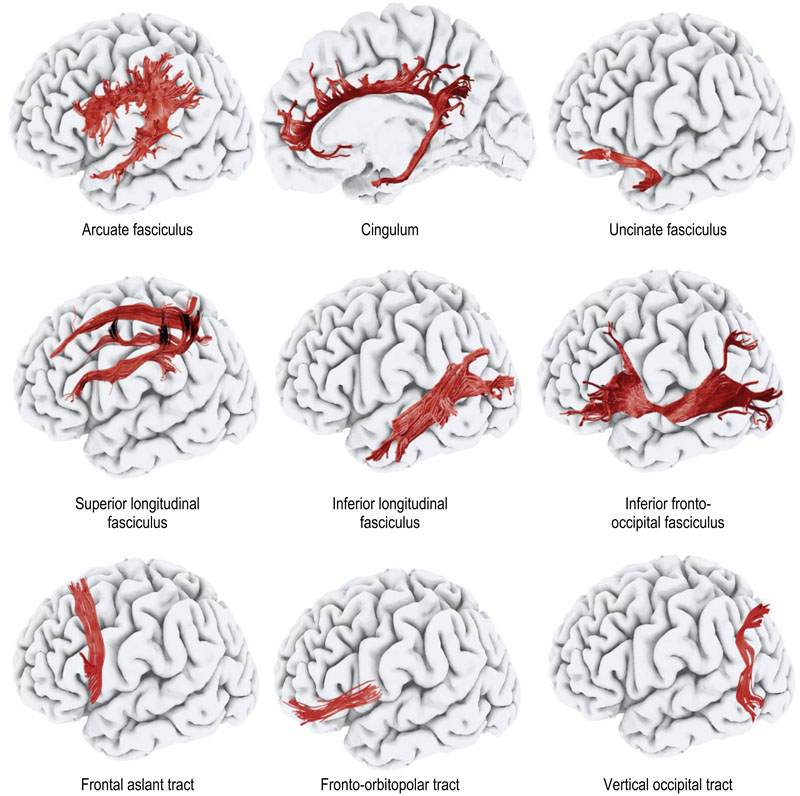 Arcuate fasciculus
Cingulum
Uncinate fasciculus
Superior longitudinal
fasciculus
Inferior longitudinal
fasciculus
Inferior fronto-
occipital fasciculus
Frontal aslant tract
Fronto-orbitopolar tract
Vertical occipital tract